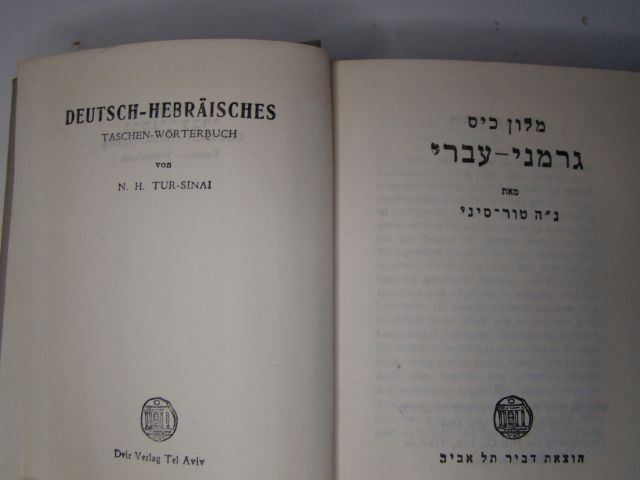 DEUTSCH-HEBRÄISCHES
TASCHEN-WÖRTERBUCH
VON
N. H. TUR-SINAI
Dvir Verlag Tel Aviv
מלון כיס
גרמני-עברי
מאת
נ"ה טור-סיני
הוצאת דביר תל אביב